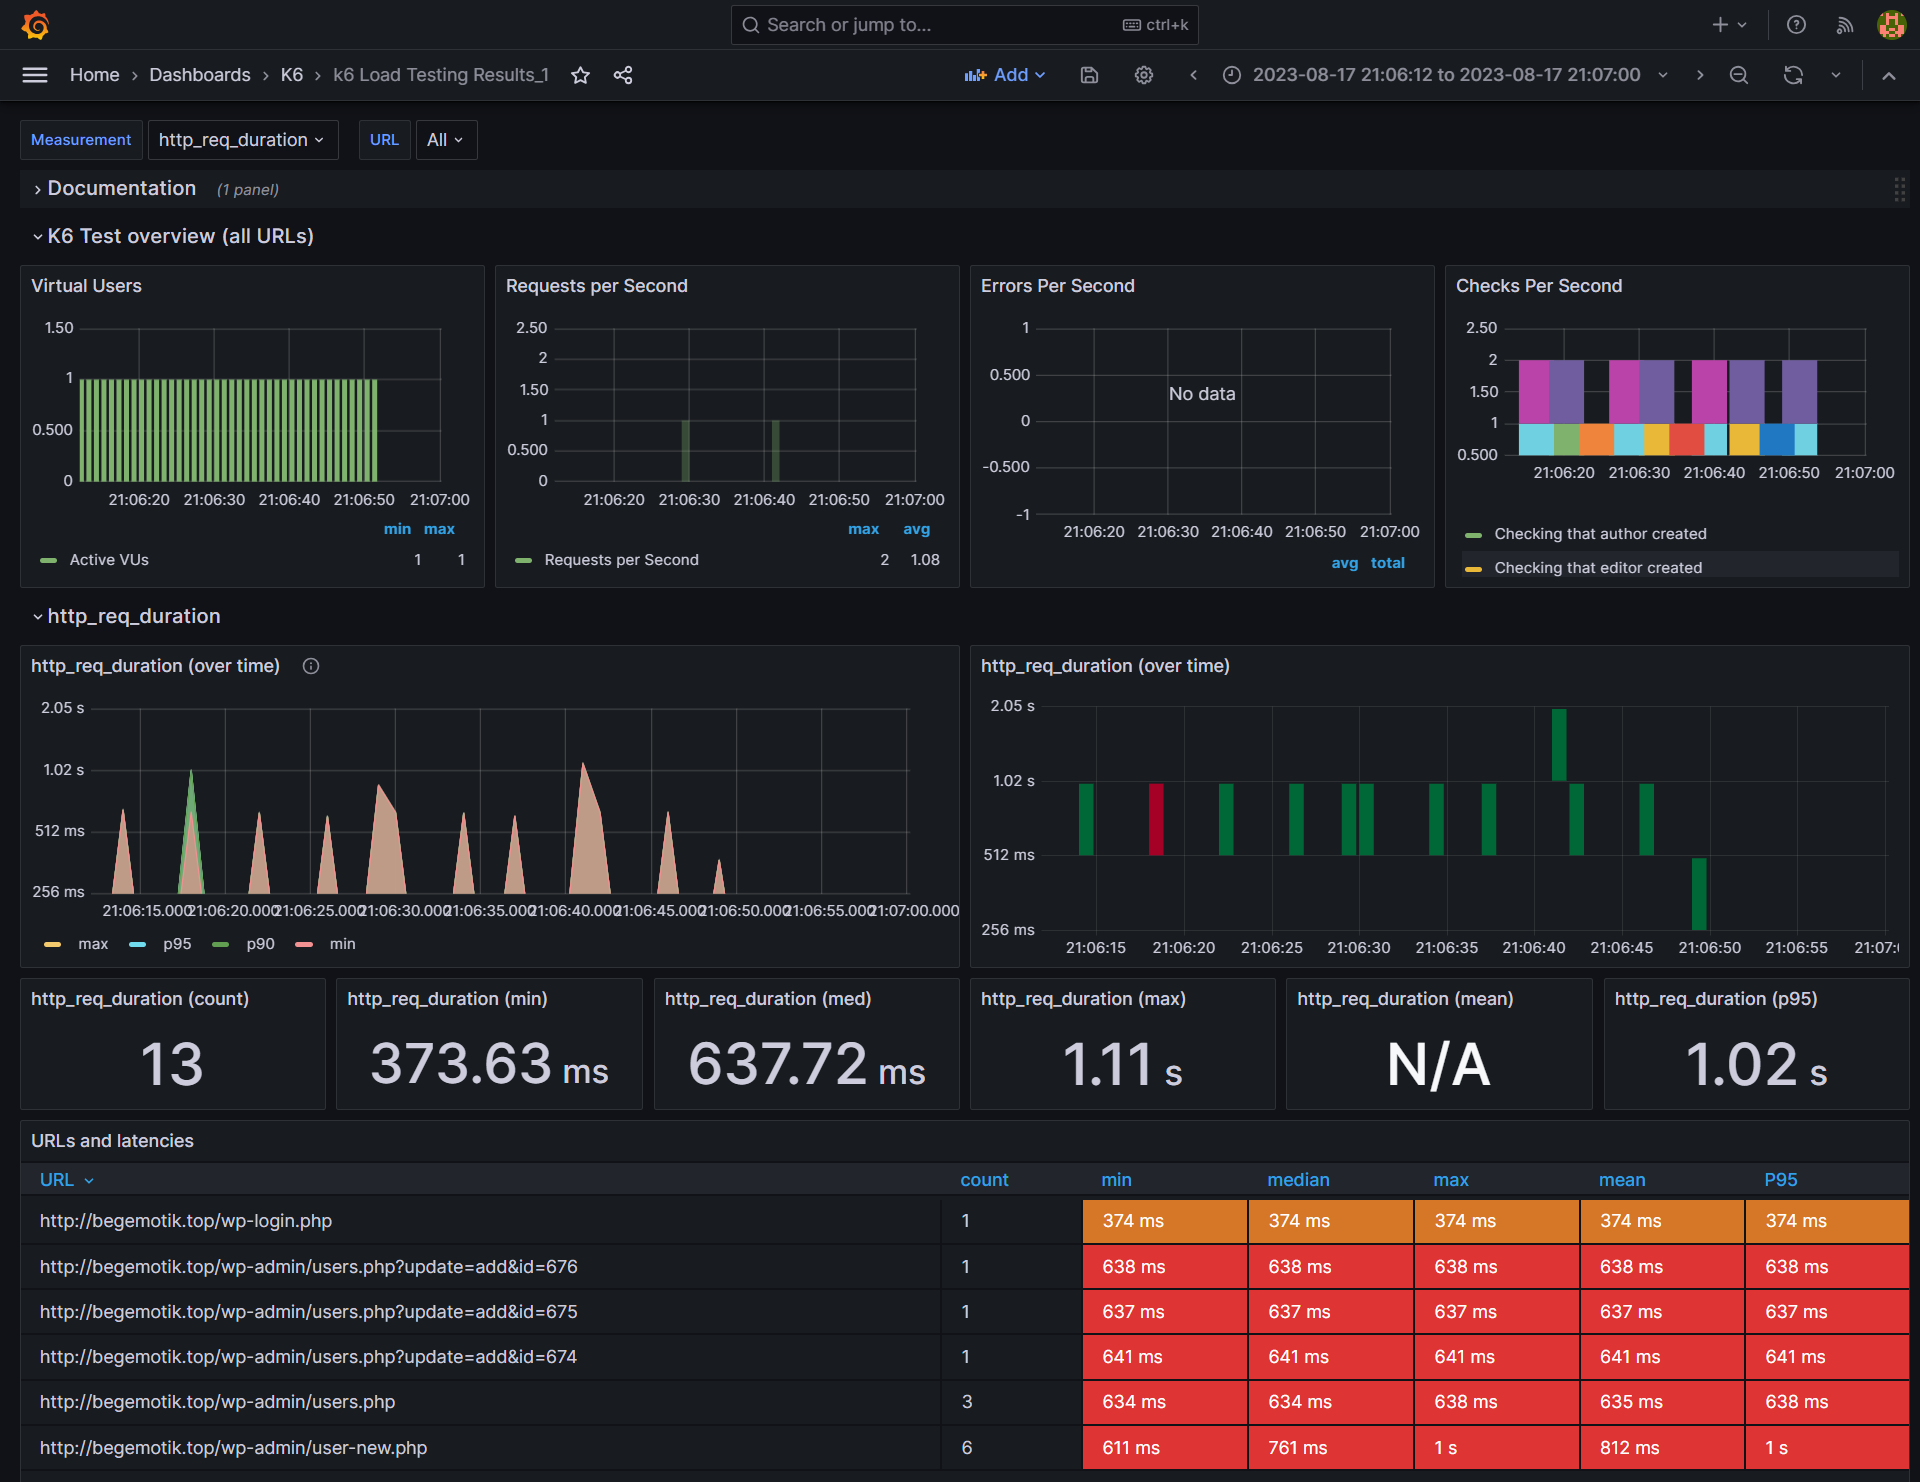 Search or jump to... ctrl+k
Home › Dashboards › K6 › k6 Load Testing Results_1 Add 2023-08-17 21:06:12 to 2023-08-17 21:07:00
Measurement http_req_duration URL All
Documentation (1 panel)
K6 Test overview (all URLs)
Virtual Users
1.50
1
0.500
0
21:06:20 21:06:30 21:06:40 21:06:50 21:07:00
min max
Active VUs 1 1
Requests per Second
2.50
2
1.50
1
0.500
0
21:06:20 21:06:30 21:06:40 21:06:50 21:07:00
max avg
Requests per Second 2 1.08
Errors Per Second
1
0.500
0
-0.500
-1
No data
21:06:20 21:06:30 21:06:40 21:06:50 21:07:00
avg total
Checks Per Second
2.50
2
1.50
1
0.500
21:06:20 21:06:30 21:06:40 21:06:50 21:07:00
Checking that author created
Checking that editor created
http_req_duration
http_req_duration (over time)
2.05 s
1.02 s
512 ms
256 ms
21:06:15.000 21:06:20.000 21:06:25.000 21:06:30.000 21:06:35.000 21:06:40.000 21:06:45.000 21:06:50.000 21:06:55.000 21:07:00.000
max p95 p90 min
http_req_duration (over time)
2.05 s
1.02 s
512 ms
256 ms
21:06:15 21:06:20 21:06:25 21:06:30 21:06:35 21:06:40 21:06:45 21:06:50 21:06:55 21:07:
http_req_duration (count)
13
http_req_duration (min)
373.63 ms
http_req_duration (med)
637.72 ms
http_req_duration (max)
1.11 s
http_req_duration (mean)
N/A
http_req_duration (p95)
1.02 s
URLs and latencies
URL count min median max mean P95
http://begemotik.top/wp-login.php 1 374 ms 374 ms 374 ms 374 ms 374 ms
http://begemotik.top/wp-admin/users.php?update=add&id=676 1 638 ms 638 ms 638 ms 638 ms 638 ms
http://begemotik.top/wp-admin/users.php?update=add&id=675 1 637 ms 637 ms 637 ms 637 ms 637 ms
http://begemotik.top/wp-admin/users.php?update=add&id=674 1 641 ms 641 ms 641 ms 641 ms 641 ms
http://begemotik.top/wp-admin/users.php 3 634 ms 634 ms 638 ms 635 ms 638 ms
http://begemotik.top/wp-admin/user-new.php 6 611 ms 761 ms 1 s 812 ms 1 s